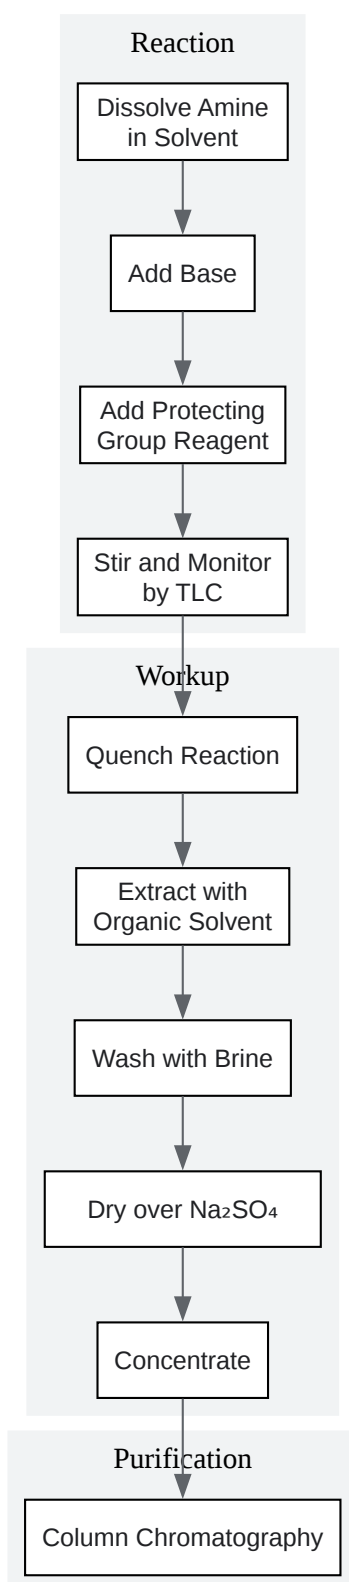 Reaction
Dissolve Amine
in Solvent
Add Base
Add Protecting
Group Reagent
Stir and Monitor
by TLC
Workup
Quench Reaction
Extract with
Organic Solvent
Wash with Brine
Dry over Na₂SO₄
Concentrate
Purification
Column Chromatography